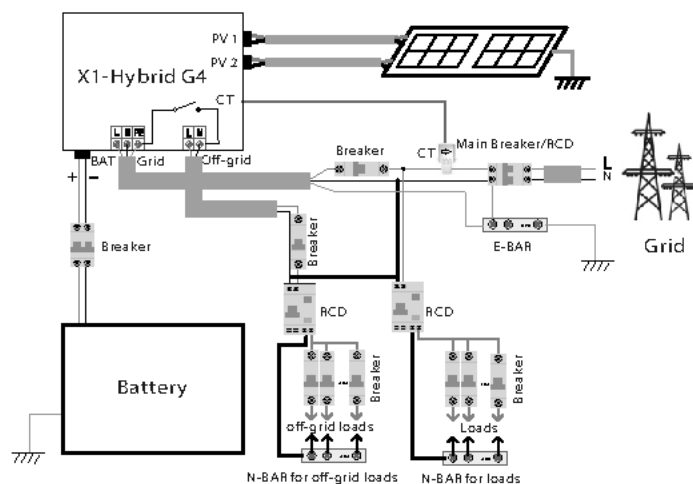 PV 1
PV 2
X1-Hybrid G4
CT
L N PE
L N
BAT
Grid
Off-grid
+ −
Breaker
Breaker
CT
Main Breaker/RCD
L
N
Grid
E-BAR
Breaker
RCD
RCD
Battery
Breaker
Breaker
off-grid loads
Loads
N-BAR for off-grid loads
N-BAR for loads